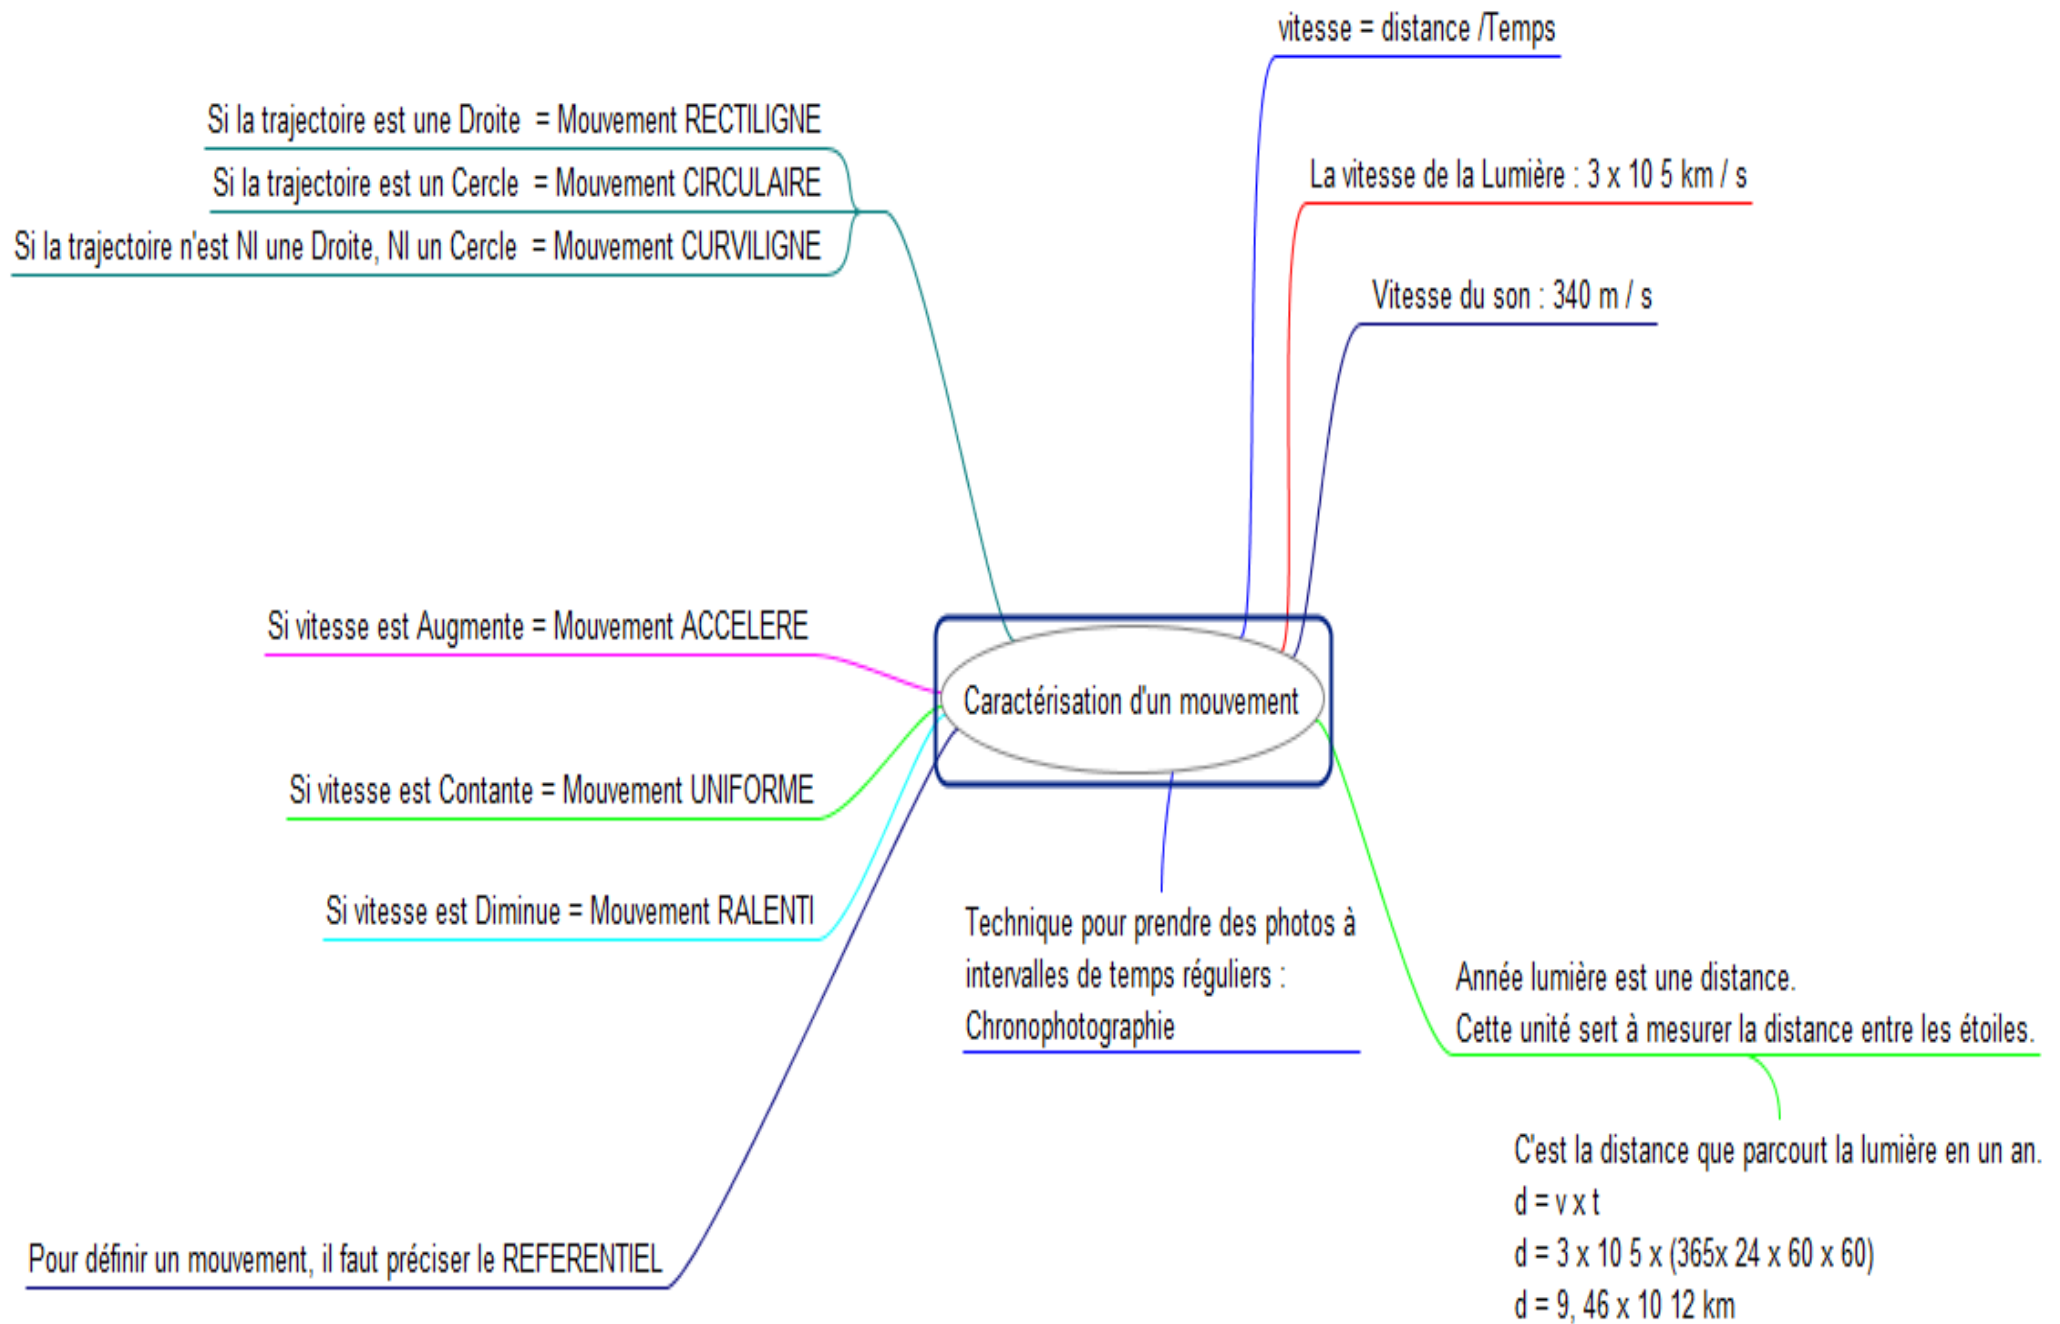 vitesse = distance /Temps
Si la trajectoire est une Droite  = Mouvement RECTILIGNE
Si la trajectoire est un Cercle  = Mouvement CIRCULAIRE
Si la trajectoire n'est NI une Droite, NI un Cercle  = Mouvement CURVILIGNE
La vitesse de la Lumière : 3 x 10 5 km / s
Vitesse du son : 340 m / s
Si vitesse est Augmente = Mouvement ACCELERE
Caractérisation d'un mouvement
Si vitesse est Contante = Mouvement UNIFORME
Si vitesse est Diminue = Mouvement RALENTI
Technique pour prendre des photos à
intervalles de temps réguliers :
Chronophotographie
Année lumière est une distance.
Cette unité sert à mesurer la distance entre les étoiles.
C'est la distance que parcourt la lumière en un an.
d = v x t
d = 3 x 10 5 x (365x 24 x 60 x 60)
d = 9, 46 x 10 12 km
Pour définir un mouvement, il faut préciser le REFERENTIEL